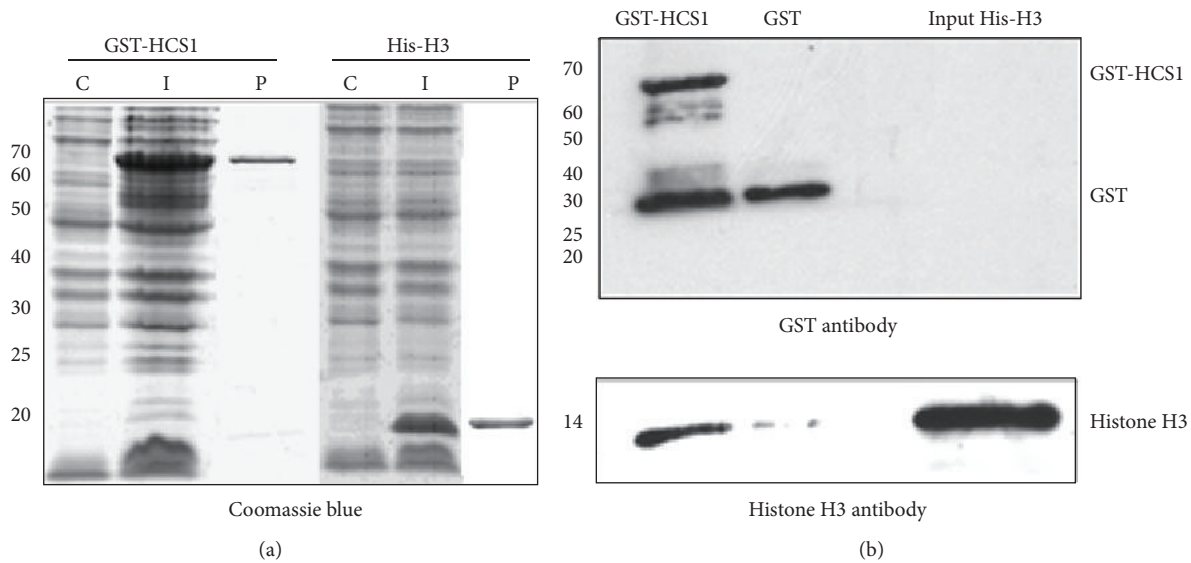 GST-HCS1 His-H3
C I P C I P
70
60
50
40
30
25
20
Coomassie blue
(a)
GST-HCS1 GST Input His-H3
70
60
50
40
30
25
20
GST-HCS1
GST
GST antibody
14
Histone H3
Histone H3 antibody
(b)